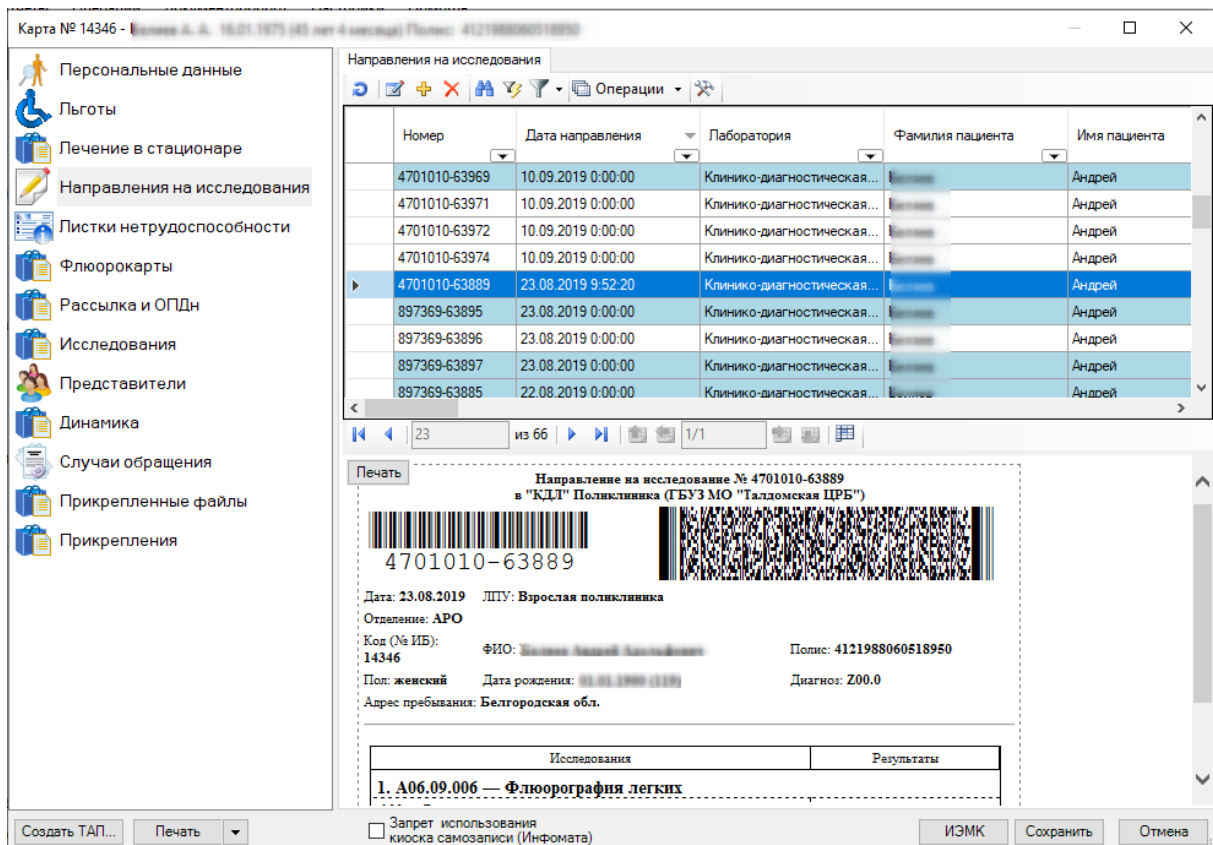 Карта № 14346 -
Персональные данные
Льготы
Лечение в стационаре
Направления на исследования
Листки нетрудоспособности
Флюорокарты
Рассылка и ОПДн
Исследования
Представители
Динамика
Случаи обращения
Прикрепленные файлы
Прикрепления
Направления на исследования
Операции
Номер Дата направления Лаборатория Фамилия пациента Имя пациента
4701010-63969 10.09.2019 0:00:00 Клинико-диагностическая... Андрей
4701010-63971 10.09.2019 0:00:00 Клинико-диагностическая... Андрей
4701010-63972 10.09.2019 0:00:00 Клинико-диагностическая... Андрей
4701010-63974 10.09.2019 0:00:00 Клинико-диагностическая... Андрей
4701010-63889 23.08.2019 9:52:20 Клинико-диагностическая... Андрей
897369-63895 23.08.2019 0:00:00 Клинико-диагностическая... Андрей
897369-63896 23.08.2019 0:00:00 Клинико-диагностическая... Андрей
897369-63897 23.08.2019 0:00:00 Клинико-диагностическая... Андрей
897369-63885 22.08.2019 0:00:00 Клинико-диагностическая... Андрей
23 из 66 1/1
Печать
Направление на исследование № 4701010-63889
в "КДЛ" Поликлиника (ГБУЗ МО "Талдомская ЦРБ")
4701010-63889
Дата: 23.08.2019 ЛПУ: Взрослая поликлиника
Отделение: АРО
Код (№ ИБ):
14346 ФИО: Полис: 4121988060518950
Пол: женский Дата рождения: Диагноз: Z00.0
Адрес пребывания: Белгородская обл.
Исследования Результаты
1. A06.09.006 — Флюорография легких
Создать ТАП... Печать
Запрет использования
киоска самозаписи (Инфомата)
ИЭМК Сохранить Отмена